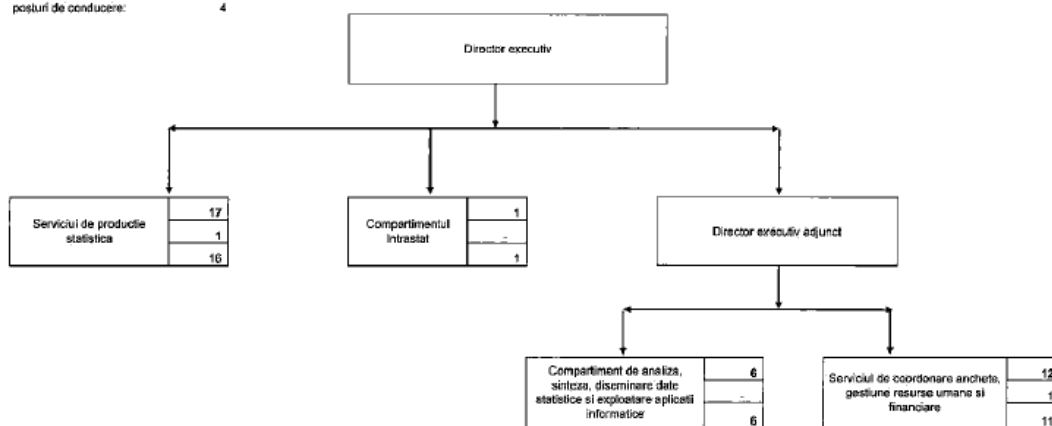 posturi de conducere: 4
Director executiv
Serviciul de productie
statistica
17
1
16
Compartimentul
Intrastat
1
-
1
Director executiv adjunct
Compartiment de analiza,
sinteza, diseminare date
statistice si exploatare aplicatii
informatice
6
-
6
Serviciul de coordonare anchete,
gestiune resurse umane si
financiare
12
1
11